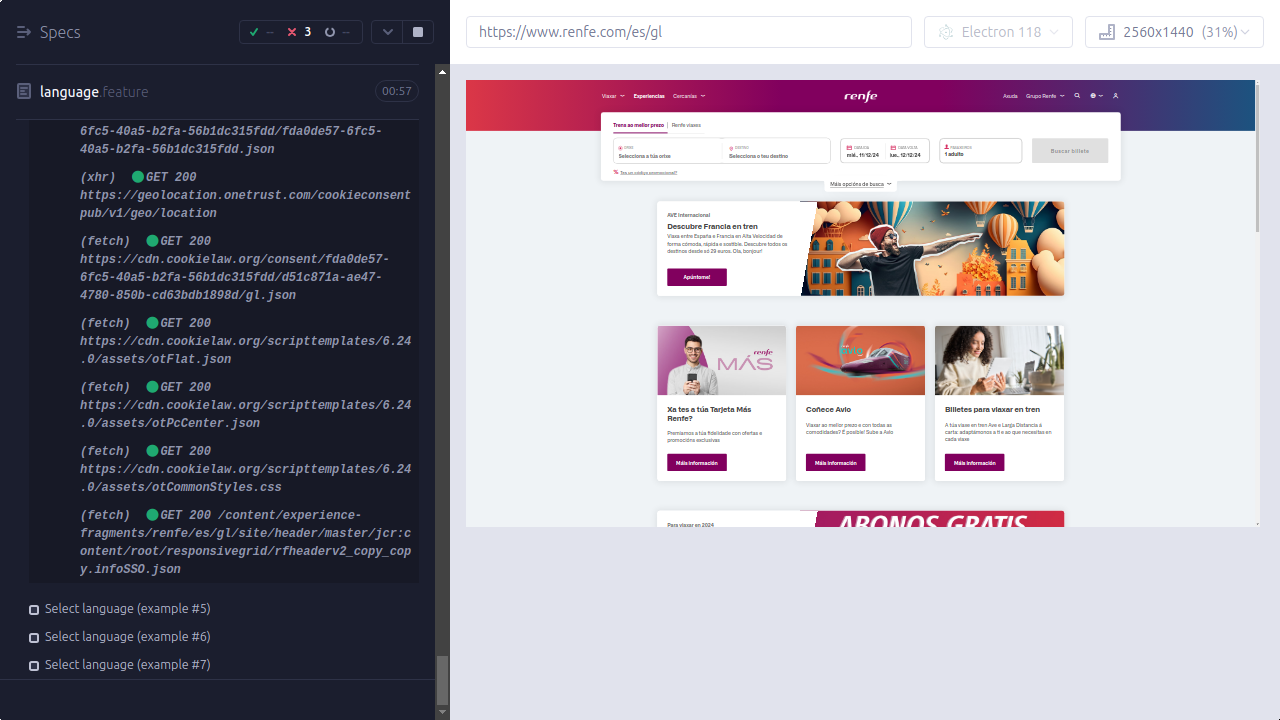 Specs
--
3
--
https://www.renfe.com/es/gl
Electron 118
2560x1440 (31%)
language.feature
00:57
6fc5-40a5-b2fa-56b1dc315fdd/fda0de57-6fc5-
40a5-b2fa-56b1dc315fdd.json
(xhr) GET 200
https://geolocation.onetrust.com/cookieconsent
pub/v1/geo/location
(fetch) GET 200
https://cdn.cookielaw.org/consent/fda0de57-
6fc5-40a5-b2fa-56b1dc315fdd/d51c871a-ae47-
4780-850b-cd63bdb1898d/gl.json
(fetch) GET 200
https://cdn.cookielaw.org/scripttemplates/6.24
.0/assets/otFlat.json
(fetch) GET 200
https://cdn.cookielaw.org/scripttemplates/6.24
.0/assets/otPcCenter.json
(fetch) GET 200
https://cdn.cookielaw.org/scripttemplates/6.24
.0/assets/otCommonStyles.css
(fetch) GET 200 /content/experience-
fragments/renfe/es/gl/site/header/master/jcr:c
ontent/root/responsivegrid/rfheaderv2_copy_cop
y.infoSSO.json
Select language (example #5)
Select language (example #6)
Select language (example #7)
Viaxar Experiencias Cercanías renfe Axuda Grupo Renfe
Trens ao mellor prezo | Renfe viaxes
ORIXE DESTINO DATA IDA DATA VOLTA PASAXEIROS
Selecciona a túa orixe Selecciona o teu destino mié., 11/12/24 xue., 12/12/24 1 adulto Buscar billete
Tes un código promocional?
Máis opcións de busca
AVE Internacional
Descubre Francia en tren
Viaxa entre España e Francia en Alta Velocidad de
forma cómoda, rápida e sostible. Descubre todos os
destinos desde só 29 euros. Ola, bonjour!
Apúntome!
renfe
MÁS
Xa tes a túa Tarjeta Más
Renfe?
Premiamos a túa fidelidade con ofertas e
promocións exclusivas
Máis información
Coñece Avlo
Viaxar ao mellor prezo e con todas as
comodidades? É posible! Sube a Avlo
Máis información
Billetes para viaxar en tren
A túa viaxe en tren Ave e Larga Distancia á
carta: adaptámonos a ti e ao que necesitas en
cada viaxe
Máis información
Para viaxar en 2024
ABONOS GRATIS